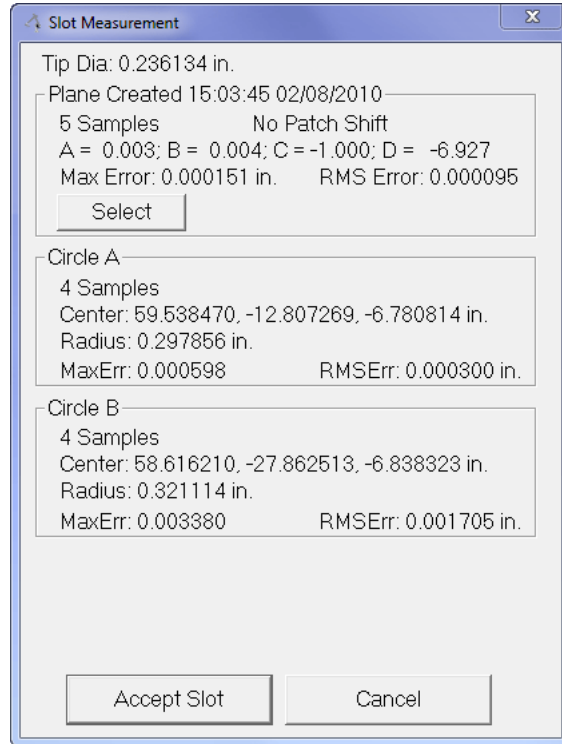 Slot Measurement
Tip Dia: 0.236134 in.
Plane Created 15:03:45 02/08/2010
5 Samples No Patch Shift
A = 0.003; B = 0.004; C = -1.000; D = -6.927
Max Error: 0.000151 in. RMS Error: 0.000095
Select
Circle A
4 Samples
Center: 59.538470, -12.807269, -6.780814 in.
Radius: 0.297856 in.
MaxErr: 0.000598 RMSErr: 0.000300 in.
Circle B
4 Samples
Center: 58.616210, -27.862513, -6.838323 in.
Radius: 0.321114 in.
MaxErr: 0.003380 RMSErr: 0.001705 in.
Accept Slot Cancel